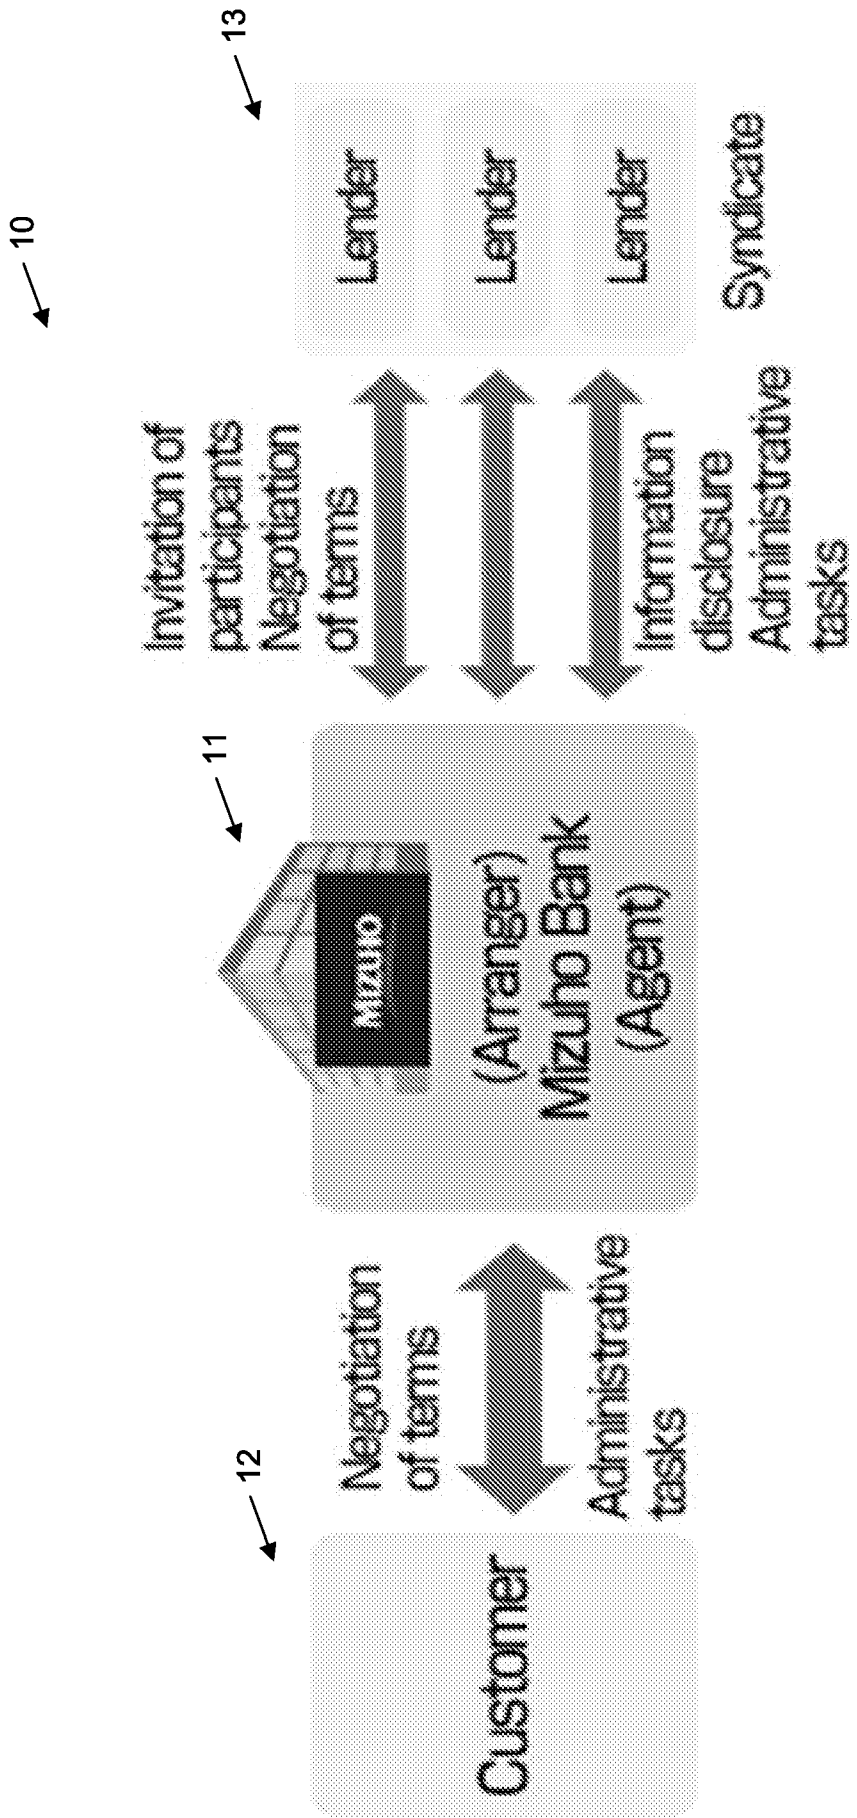 10
12
11
13
Customer
Negotiation
of terms
Administrative
tasks
MIZUHO
(Arranger)
Mizuho Bank
(Agent)
Invitation of
participants
Negotiation
of terms
Information
disclosure
Administrative
tasks
Lender
Lender
Lender
Syndicate